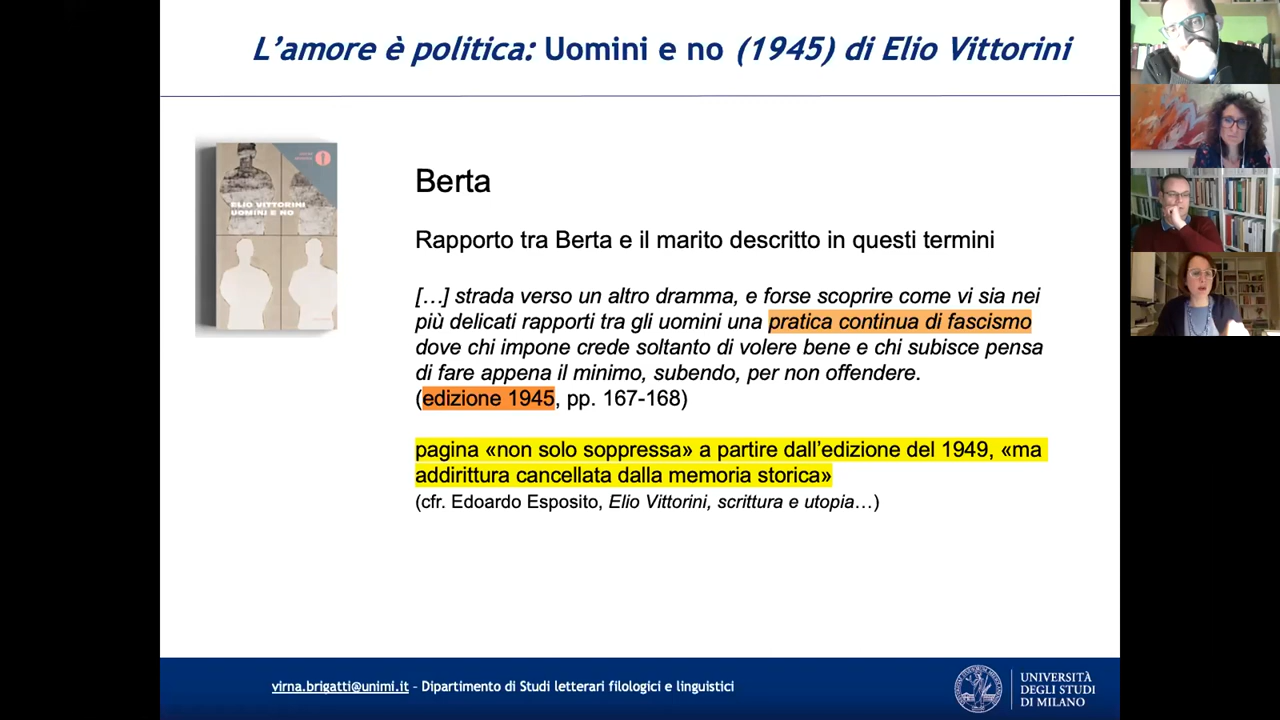 L’amore è politica: Uomini e no (1945) di Elio Vittorini
ELIO VITTORINI
UOMINI E NO
Berta
Rapporto tra Berta e il marito descritto in questi termini
[…] strada verso un altro dramma, e forse scoprire come vi sia nei
più delicati rapporti tra gli uomini una pratica continua di fascismo
dove chi impone crede soltanto di volere bene e chi subisce pensa
di fare appena il minimo, subendo, per non offendere.
(edizione 1945, pp. 167-168)
pagina «non solo soppressa» a partire dall’edizione del 1949, «ma
addirittura cancellata dalla memoria storica»
(cfr. Edoardo Esposito, Elio Vittorini, scrittura e utopia…)
virna.brigatti@unimi.it – Dipartimento di Studi letterari filologici e linguistici
UNIVERSITÀ
DEGLI STUDI
DI MILANO